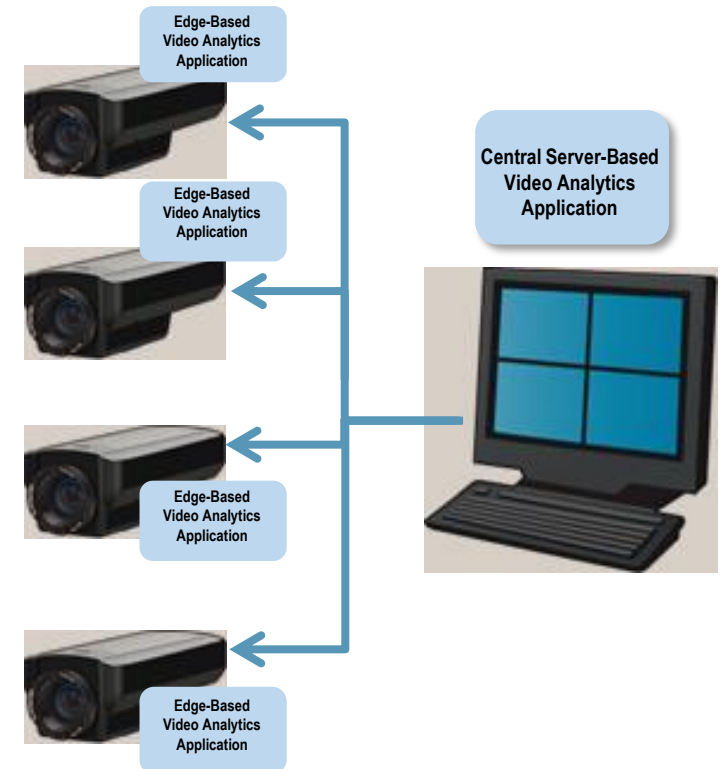 Edge-Based
Video Analytics
Application
Central Server-Based
Video Analytics
Application
Edge-Based
Video Analytics
Application
Edge-Based
Video Analytics
Application
Edge-Based
Video Analytics
Application